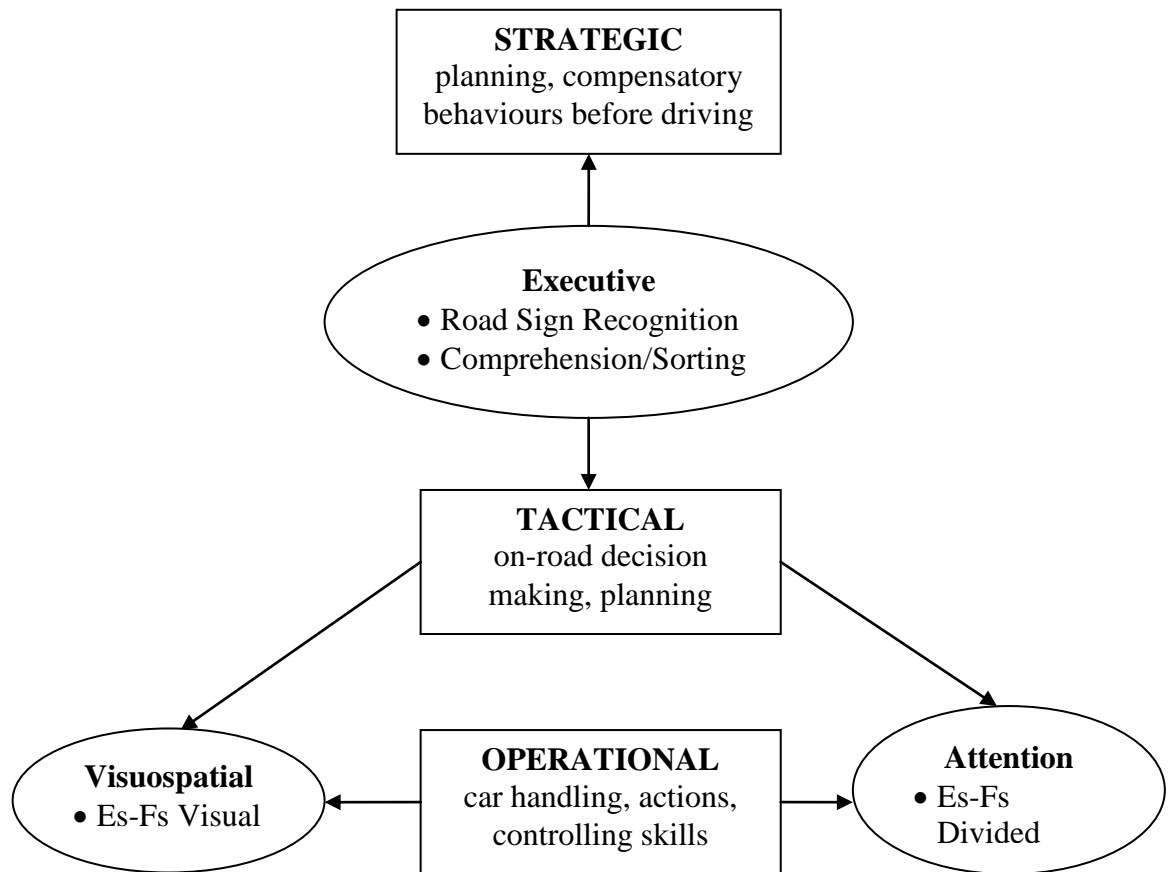 STRATEGIC
planning, compensatory
behaviours before driving
Executive
• Road Sign Recognition
• Comprehension/Sorting
TACTICAL
on-road decision
making, planning
Visuospatial
• Es-Fs Visual
OPERATIONAL
car handling, actions,
controlling skills
Attention
• Es-Fs
Divided